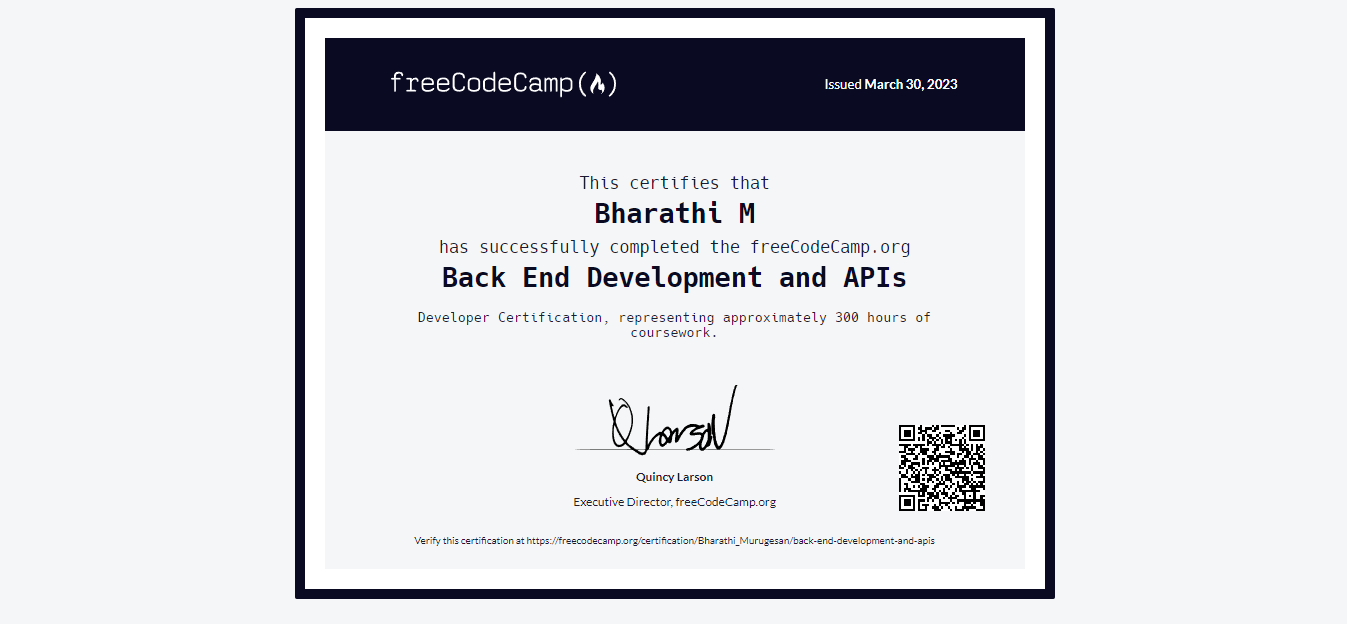 freeCodeCamp
Issued March 30, 2023
This certifies that
Bharathi M
has successfully completed the freeCodeCamp.org
Back End Development and APIs
Developer Certification, representing approximately 300 hours of
coursework.
Quincy Larson
Executive Director, freeCodeCamp.org
Verify this certification at https://freecodecamp.org/certification/Bharathi_Murugesan/back-end-development-and-apis